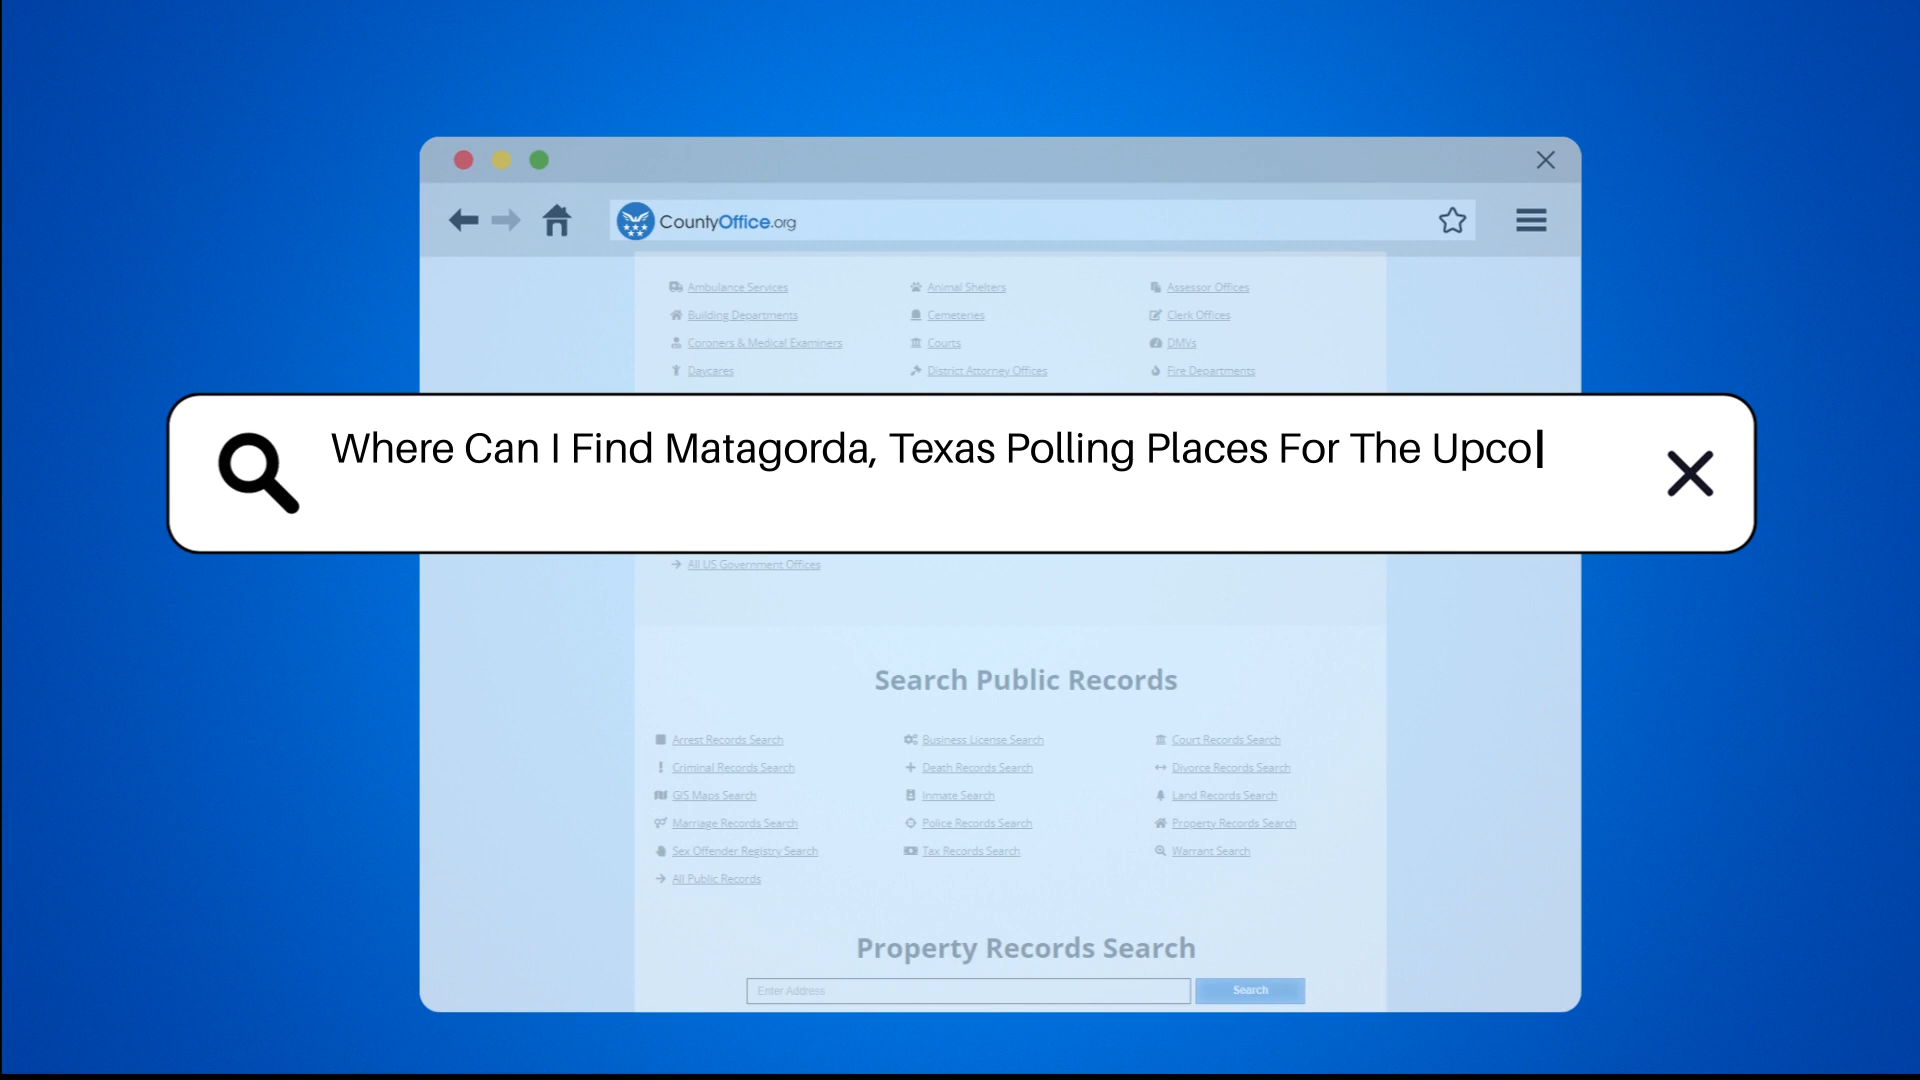 CountyOffice.org
Ambulance Services Animal Shelters Assessor Offices
Building Departments Cemeteries Clerk Offices
Coroners & Medical Examiners Courts DMVs
Daycares District Attorney Offices Fire Departments
Where Can I Find Matagorda, Texas Polling Places For The Upco
All US Government Offices
Search Public Records
Arrest Records Search Business License Search Court Records Search
Criminal Records Search Death Records Search Divorce Records Search
GIS Maps Search Inmate Search Land Records Search
Marriage Records Search Police Records Search Property Records Search
Sex Offender Registry Search Tax Records Search Warrant Search
All Public Records
Property Records Search
Enter Address Search